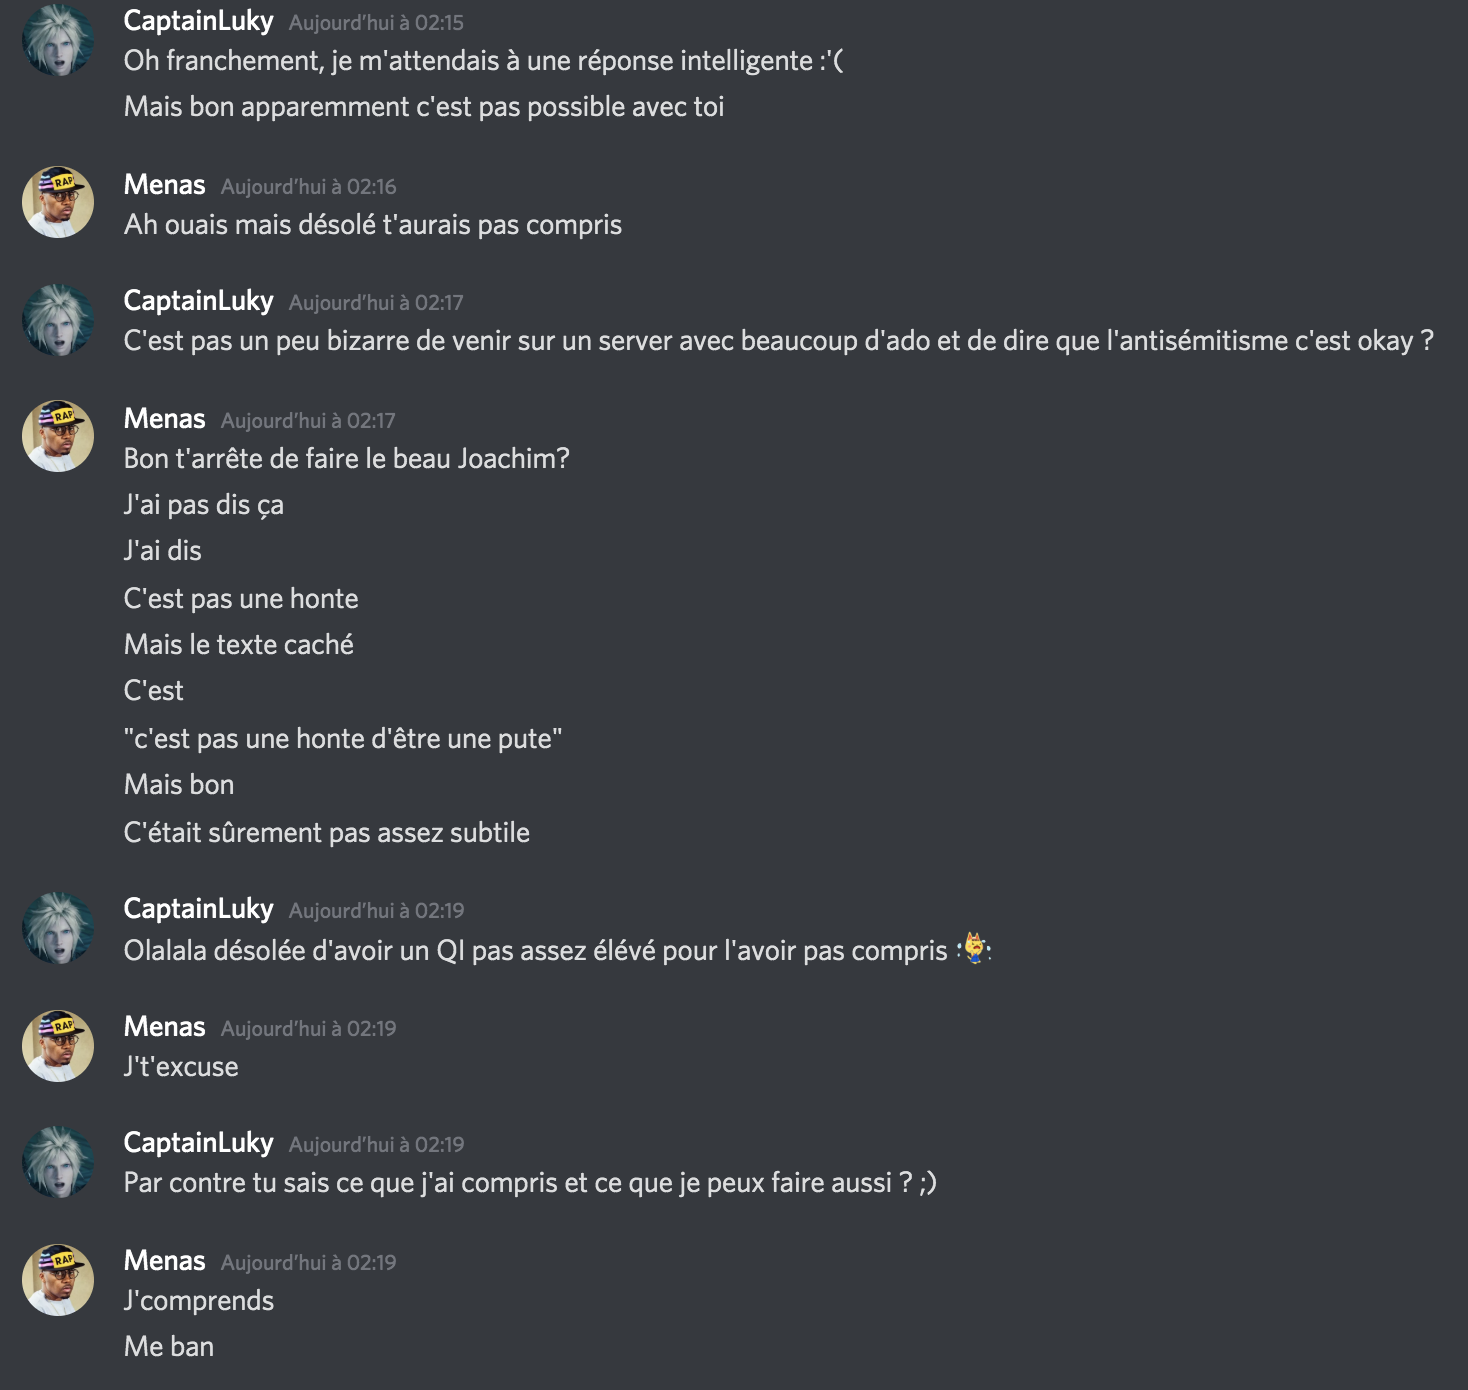 CaptainLuky Aujourd'hui à 02:15
Oh franchement, je m'attendais à une réponse intelligente :'(
Mais bon apparemment c'est pas possible avec toi
RAP
Menas Aujourd'hui à 02:16
Ah ouais mais désolé t'aurais pas compris
CaptainLuky Aujourd'hui à 02:17
C'est pas un peu bizarre de venir sur un server avec beaucoup d'ado et de dire que l'antisémitisme c'est okay ?
RAP
Menas Aujourd'hui à 02:17
Bon t'arrête de faire le beau Joachim?
J'ai pas dis ça
J'ai dis
C'est pas une honte
Mais le texte caché
C'est
"c'est pas une honte d'être une pute"
Mais bon
C'était sûrement pas assez subtile
CaptainLuky Aujourd'hui à 02:19
Olalala désolée d'avoir un QI pas assez élévé pour l'avoir pas compris
RAP
Menas Aujourd'hui à 02:19
J't'excuse
CaptainLuky Aujourd'hui à 02:19
Par contre tu sais ce que j'ai compris et ce que je peux faire aussi ? ;)
RAP
Menas Aujourd'hui à 02:19
J'comprends
Me ban